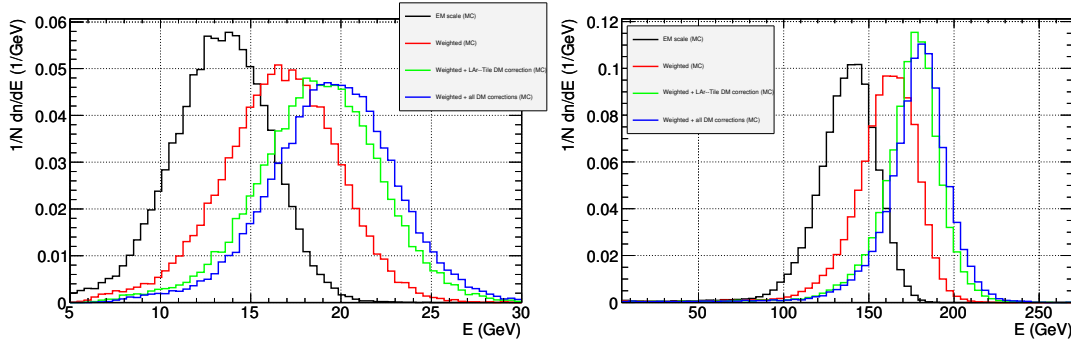 1/N dn/dE (1/GeV)
0.06
0.05
0.04
0.03
0.02
0.01
0
5
10
15
20
25
30
E (GeV)
EM scale (MC)
Weighted (MC)
Weighted + LAr-Tile DM correction (MC)
Weighted + all DM corrections (MC)
1/N dn/dE (1/GeV)
0.12
0.1
0.08
0.06
0.04
0.02
0
50
100
150
200
250
E (GeV)
EM scale (MC)
Weighted (MC)
Weighted + LAr-Tile DM correction (MC)
Weighted + all DM corrections (MC)